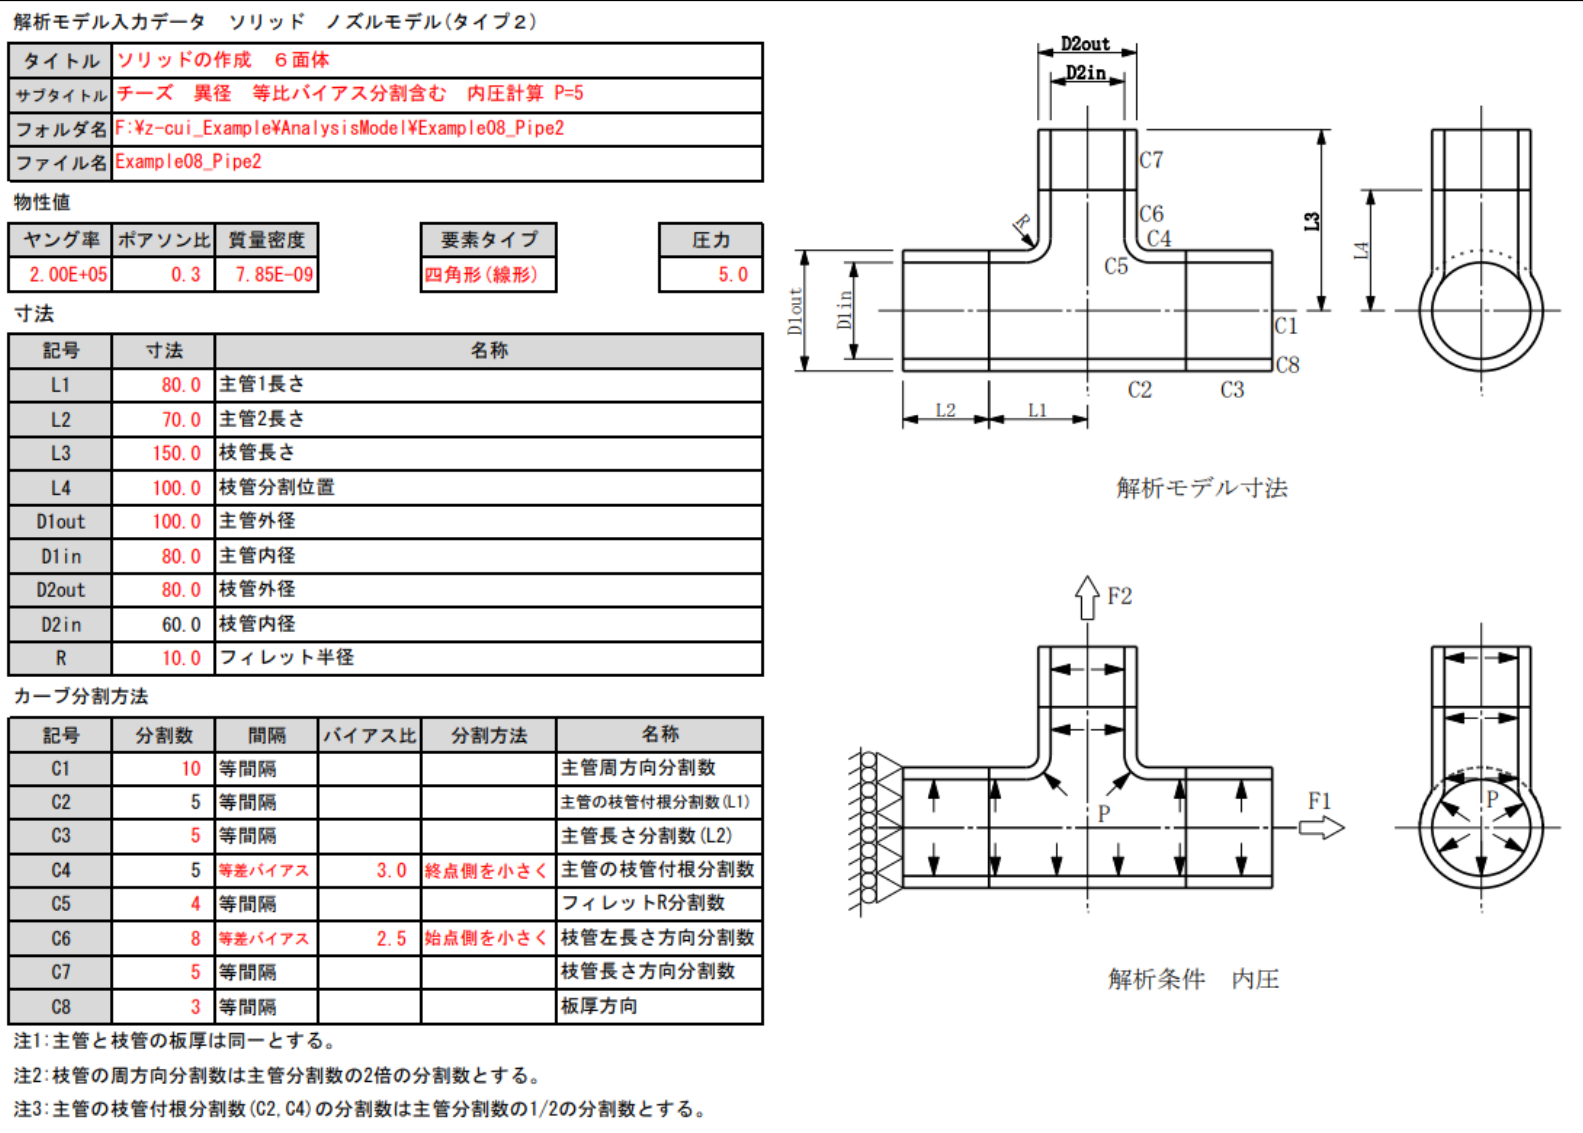 解析モデル入力データ　ソリッド　ノズルモデル(タイプ２)
タイトル ソリッドの作成　６面体
サブタイトル チーズ　異径　等比バイアス分割含む　内圧計算 P=5
フォルダ名 F:¥z-cui_Example¥AnalysisModel¥Example08_Pipe2
ファイル名 Example08_Pipe2
物性値
ヤング率 ポアソン比 質量密度 要素タイプ 圧力
2.00E+05 0.3 7.85E-09 四角形(線形) 5.0
寸法
記号 寸法 名称
L1 80.0 主管1長さ
L2 70.0 主管2長さ
L3 150.0 枝管長さ
L4 100.0 枝管分割位置
D1out 100.0 主管外径
D1in 80.0 主管内径
D2out 80.0 枝管外径
D2in 60.0 枝管内径
R 10.0 フィレット半径
カーブ分割方法
記号 分割数 間隔 バイアス比 分割方法 名称
C1 10 等間隔 主管周方向分割数
C2 5 等間隔 主管の枝管付根分割数(L1)
C3 5 等間隔 主管長さ分割数(L2)
C4 5 等差バイアス 3.0 終点側を小さく 主管の枝管付根分割数
C5 4 等間隔 フィレットR分割数
C6 8 等差バイアス 2.5 始点側を小さく 枝管左長さ方向分割数
C7 5 等間隔 枝管長さ方向分割数
C8 3 等間隔 板厚方向
注1:主管と枝管の板厚は同一とする。
注2:枝管の周方向分割数は主管分割数の2倍の分割数とする。
注3:主管の枝管付根分割数(C2,C4)の分割数は主管分割数の1/2の分割数とする。
D2out
D2in
C7
R
C6
C4
C5
L3
L4
D1out
D1in
C1
C8
C2
C3
L2
L1
解析モデル寸法
F2
F1
P
P
解析条件　内圧